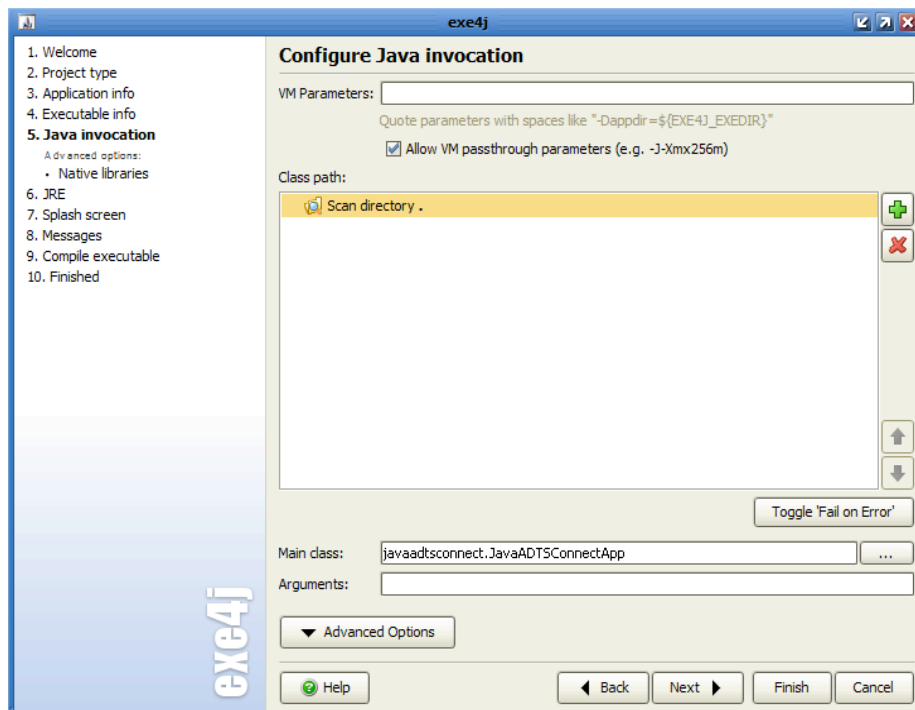 exe4j
1. Welcome
2. Project type
3. Application info
4. Executable info
5. Java invocation
Advanced options:
• Native libraries
6. JRE
7. Splash screen
8. Messages
9. Compile executable
10. Finished
exe4j
Configure Java invocation
VM Parameters:
Quote parameters with spaces like "-Dappdir=${EXE4J_EXEDIR}"
Allow VM passthrough parameters (e.g. -J-Xmx256m)
Class path:
Scan directory .
Toggle 'Fail on Error'
Main class: javaadtsconnect.JavaADTSConnectApp ...
Arguments:
Advanced Options
Help Back Next Finish Cancel